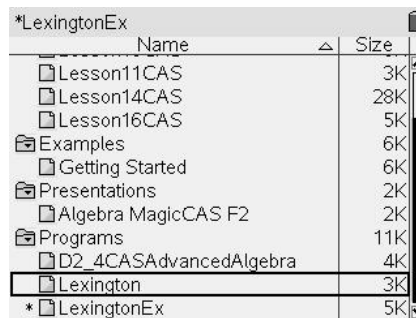 *LexingtonEx
Name Size
Lesson11CAS 3K
Lesson14CAS 28K
Lesson16CAS 5K
Examples 6K
Getting Started 6K
Presentations 2K
Algebra MagicCAS F2 2K
Programs 11K
D2_4CASAdvancedAlgebra 4K
Lexington 3K
* LexingtonEx 5K